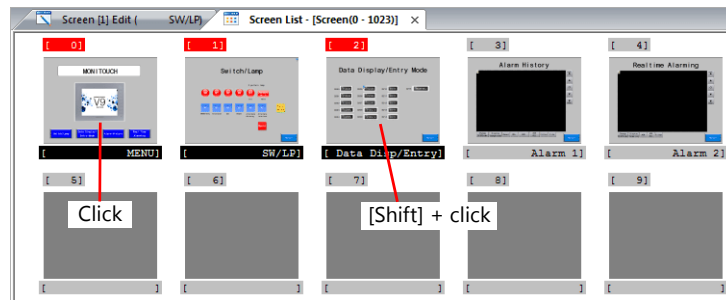 Screen [1] Edit ( SW/LP)
Screen List - [Screen(0 - 1023)] ×
[ 0] [ 1] [ 2] [ 3] [ 4]
MONITOUCH
V9
Switch/Lamp
Data Display/Entry Mode
Alarm History
Realtime Alarming
[ MENU] [ SW/LP] [ Data Disp/Entry] [ Alarm 1] [ Alarm 2]
[ 5] [ 6] [ 7] [ 8] [ 9]
Click
[Shift] + click
[ ] [ ] [ ] [ ] [ ]